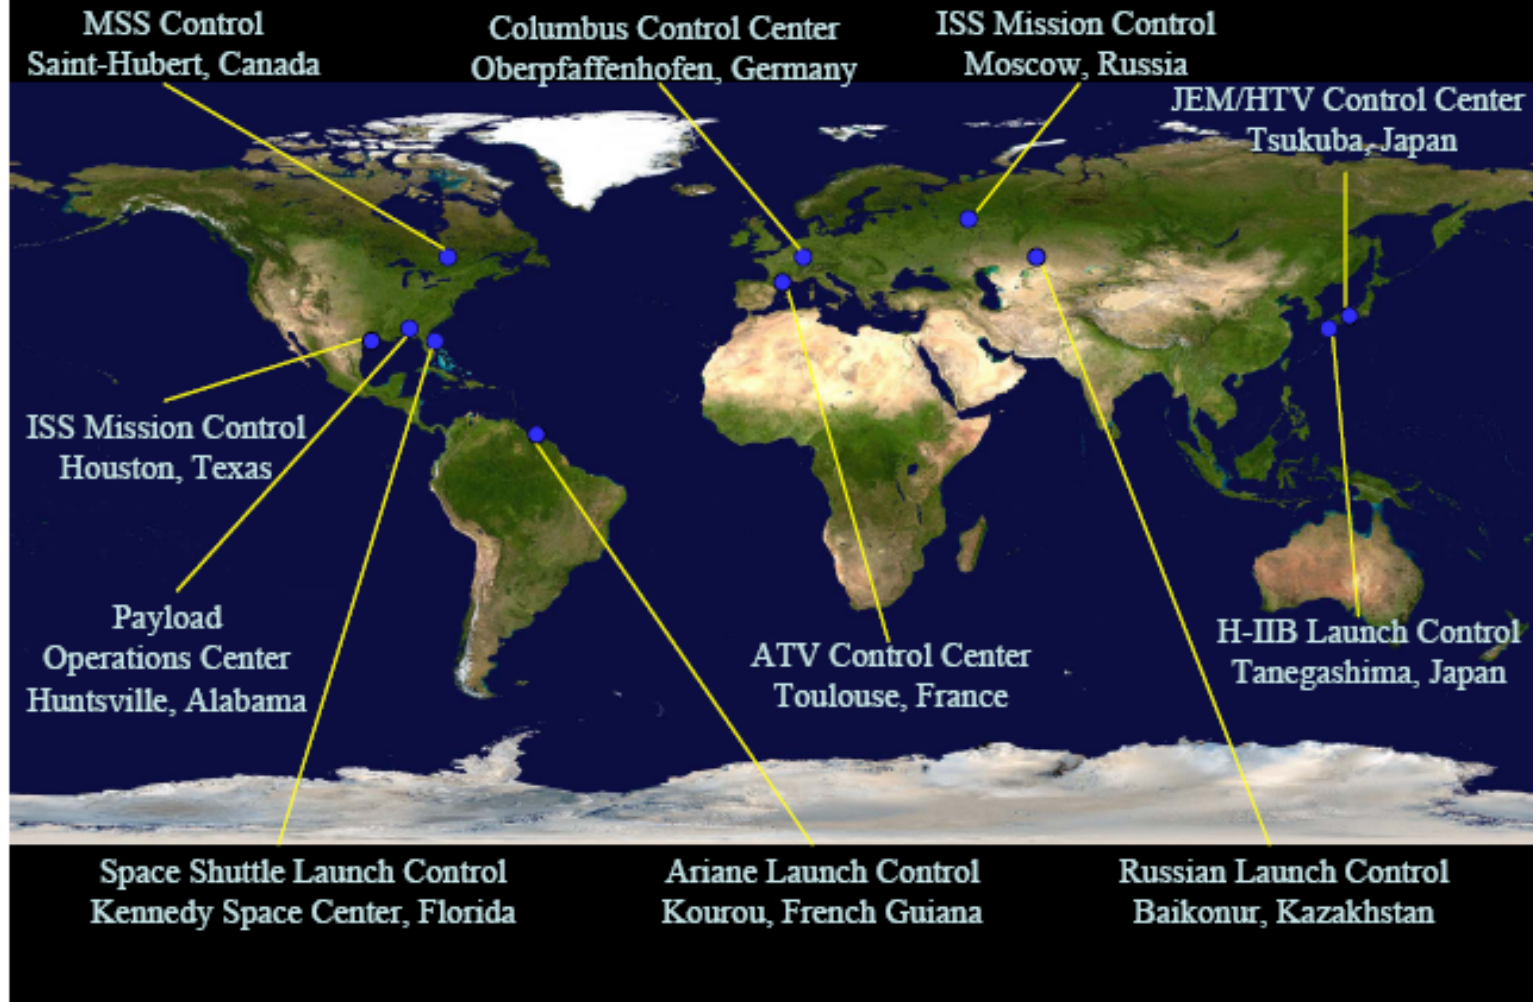 MSS Control
Saint-Hubert, Canada
Columbus Control Center
Oberpfaffenhofen, Germany
ISS Mission Control
Moscow, Russia
JEM/HTV Control Center
Tsukuba, Japan
ISS Mission Control
Houston, Texas
Payload
Operations Center
Huntsville, Alabama
ATV Control Center
Toulouse, France
H-IIB Launch Control
Tanegashima, Japan
Space Shuttle Launch Control
Kennedy Space Center, Florida
Ariane Launch Control
Kourou, French Guiana
Russian Launch Control
Baikonur, Kazakhstan